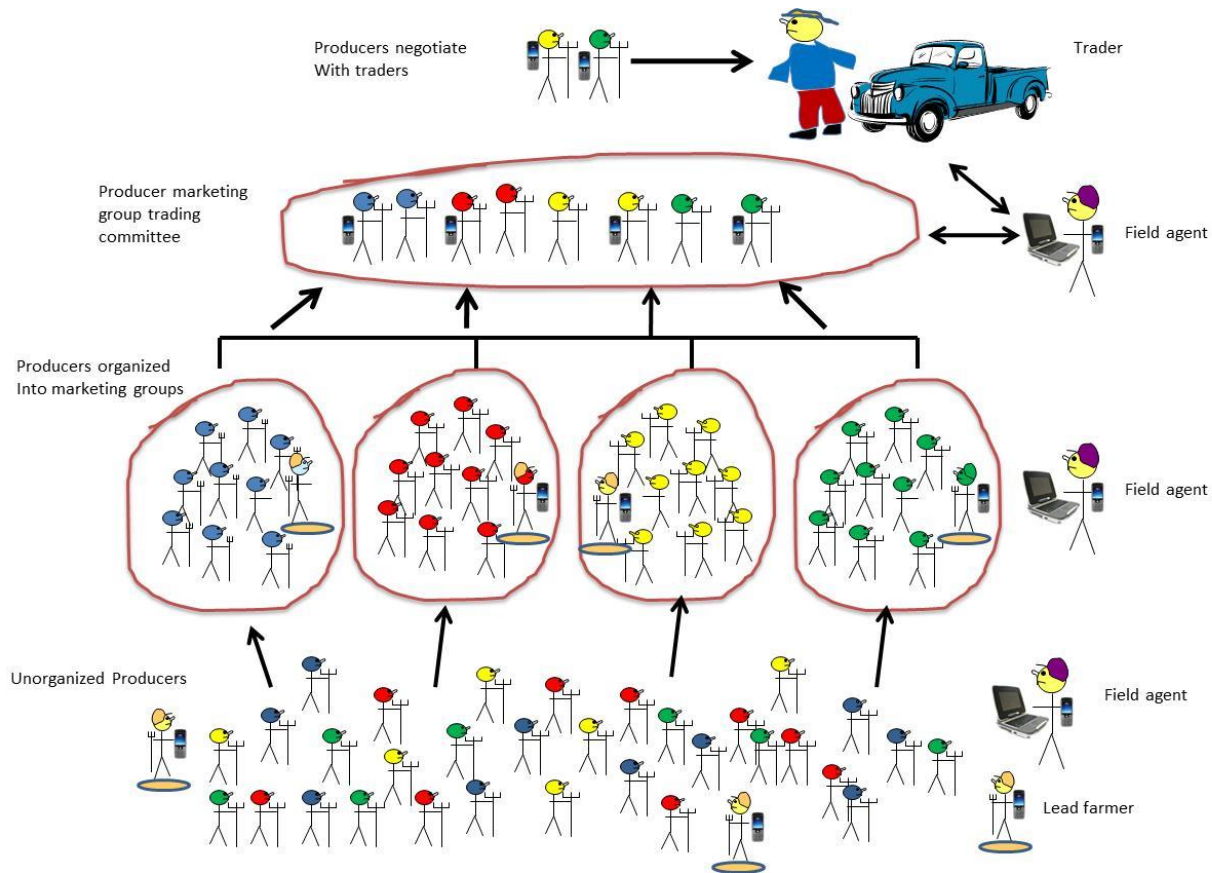 Producers negotiate
With traders
Trader
Producer marketing
group trading
committee
Field agent
Producers organized
Into marketing groups
Field agent
Unorganized Producers
Field agent
Lead farmer